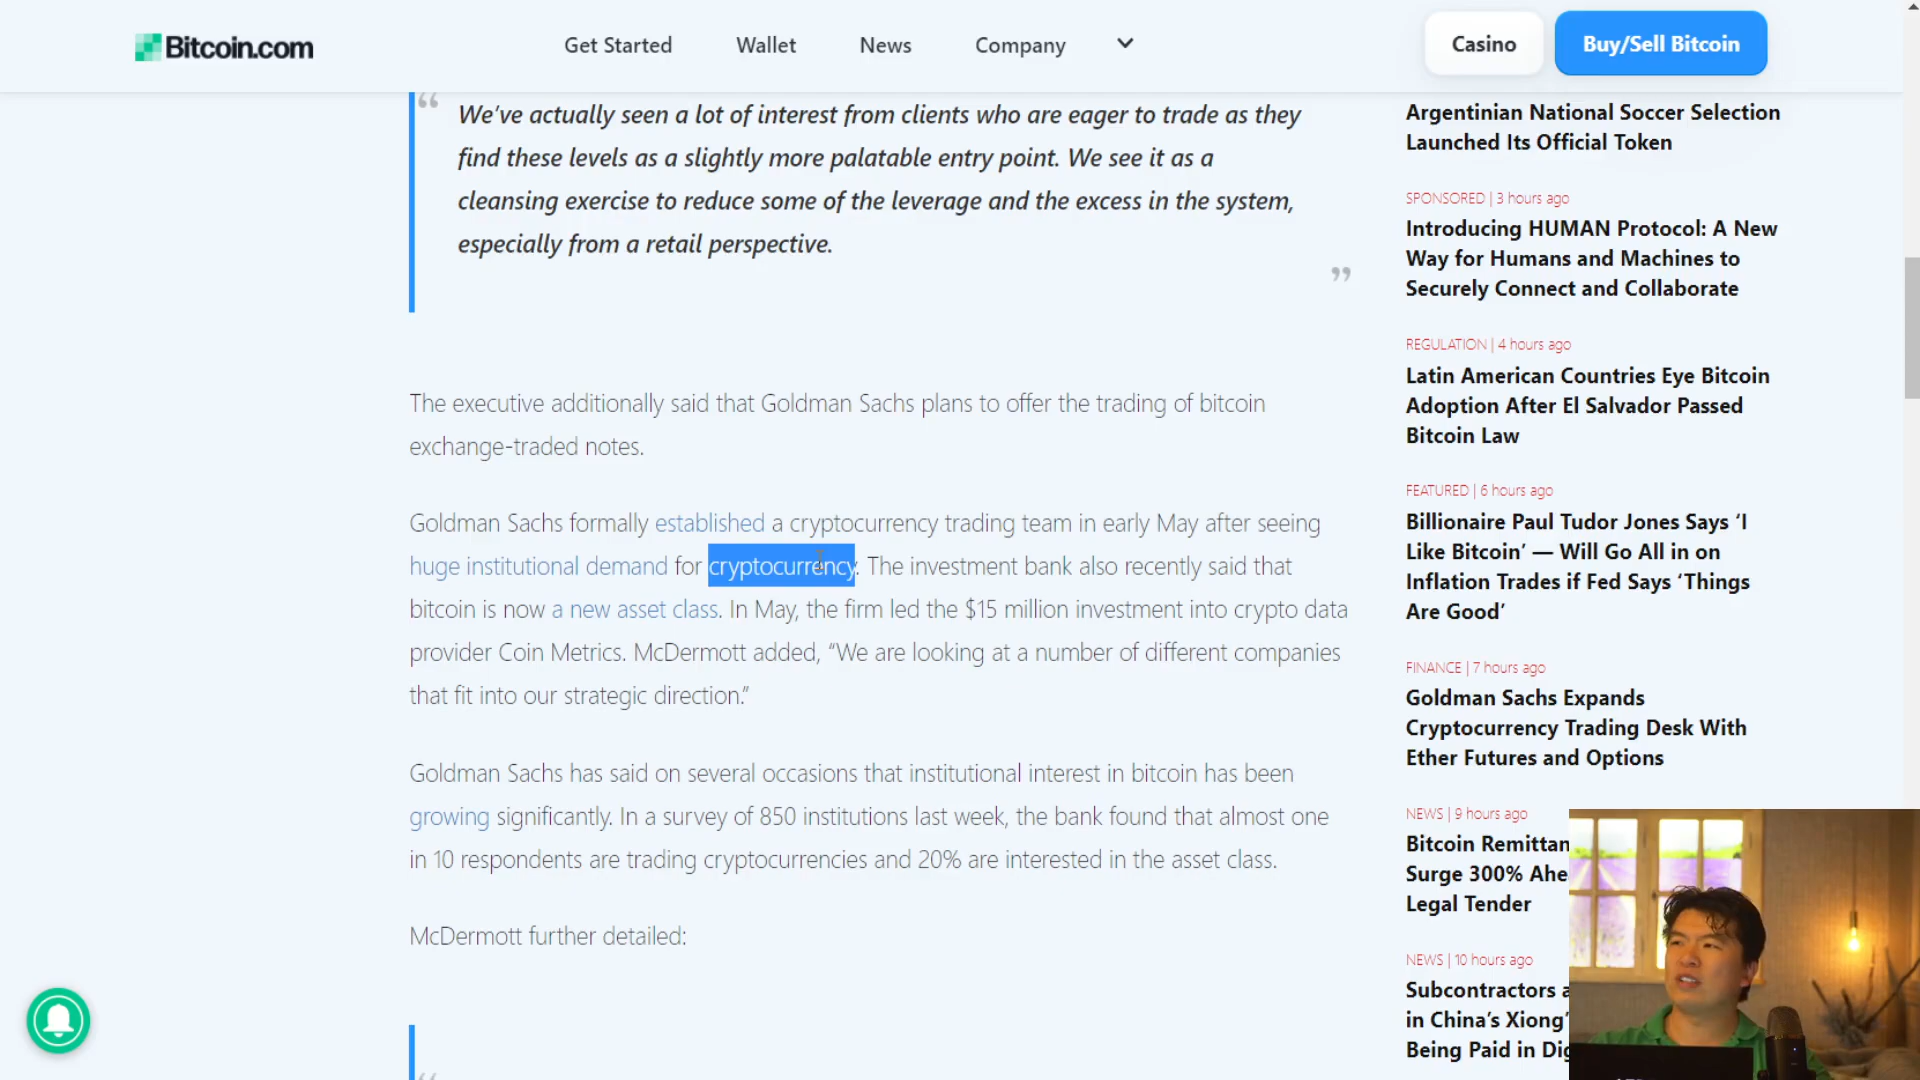 Bitcoin.com
Get Started
Wallet
News
Company
Casino
Buy/Sell Bitcoin
“
We’ve actually seen a lot of interest from clients who are eager to trade as they
find these levels as a slightly more palatable entry point. We see it as a
cleansing exercise to reduce some of the leverage and the excess in the system,
especially from a retail perspective.
”
The executive additionally said that Goldman Sachs plans to offer the trading of bitcoin
exchange-traded notes.
Goldman Sachs formally established a cryptocurrency trading team in early May after seeing
huge institutional demand for cryptocurrency. The investment bank also recently said that
bitcoin is now a new asset class. In May, the firm led the $15 million investment into crypto data
provider Coin Metrics. McDermott added, “We are looking at a number of different companies
that fit into our strategic direction.”
Goldman Sachs has said on several occasions that institutional interest in bitcoin has been
growing significantly. In a survey of 850 institutions last week, the bank found that almost one
in 10 respondents are trading cryptocurrencies and 20% are interested in the asset class.
McDermott further detailed:
Argentinian National Soccer Selection
Launched Its Official Token
SPONSORED | 3 hours ago
Introducing HUMAN Protocol: A New
Way for Humans and Machines to
Securely Connect and Collaborate
REGULATION | 4 hours ago
Latin American Countries Eye Bitcoin
Adoption After El Salvador Passed
Bitcoin Law
FEATURED | 6 hours ago
Billionaire Paul Tudor Jones Says ‘I
Like Bitcoin’ — Will Go All in on
Inflation Trades if Fed Says ‘Things
Are Good’
FINANCE | 7 hours ago
Goldman Sachs Expands
Cryptocurrency Trading Desk With
Ether Futures and Options
NEWS | 9 hours ago
Bitcoin
Surge 300%
Legal Tender
NEWS | 10 hours ago
Subcontractors
in China’s Xiong’
Being Paid in